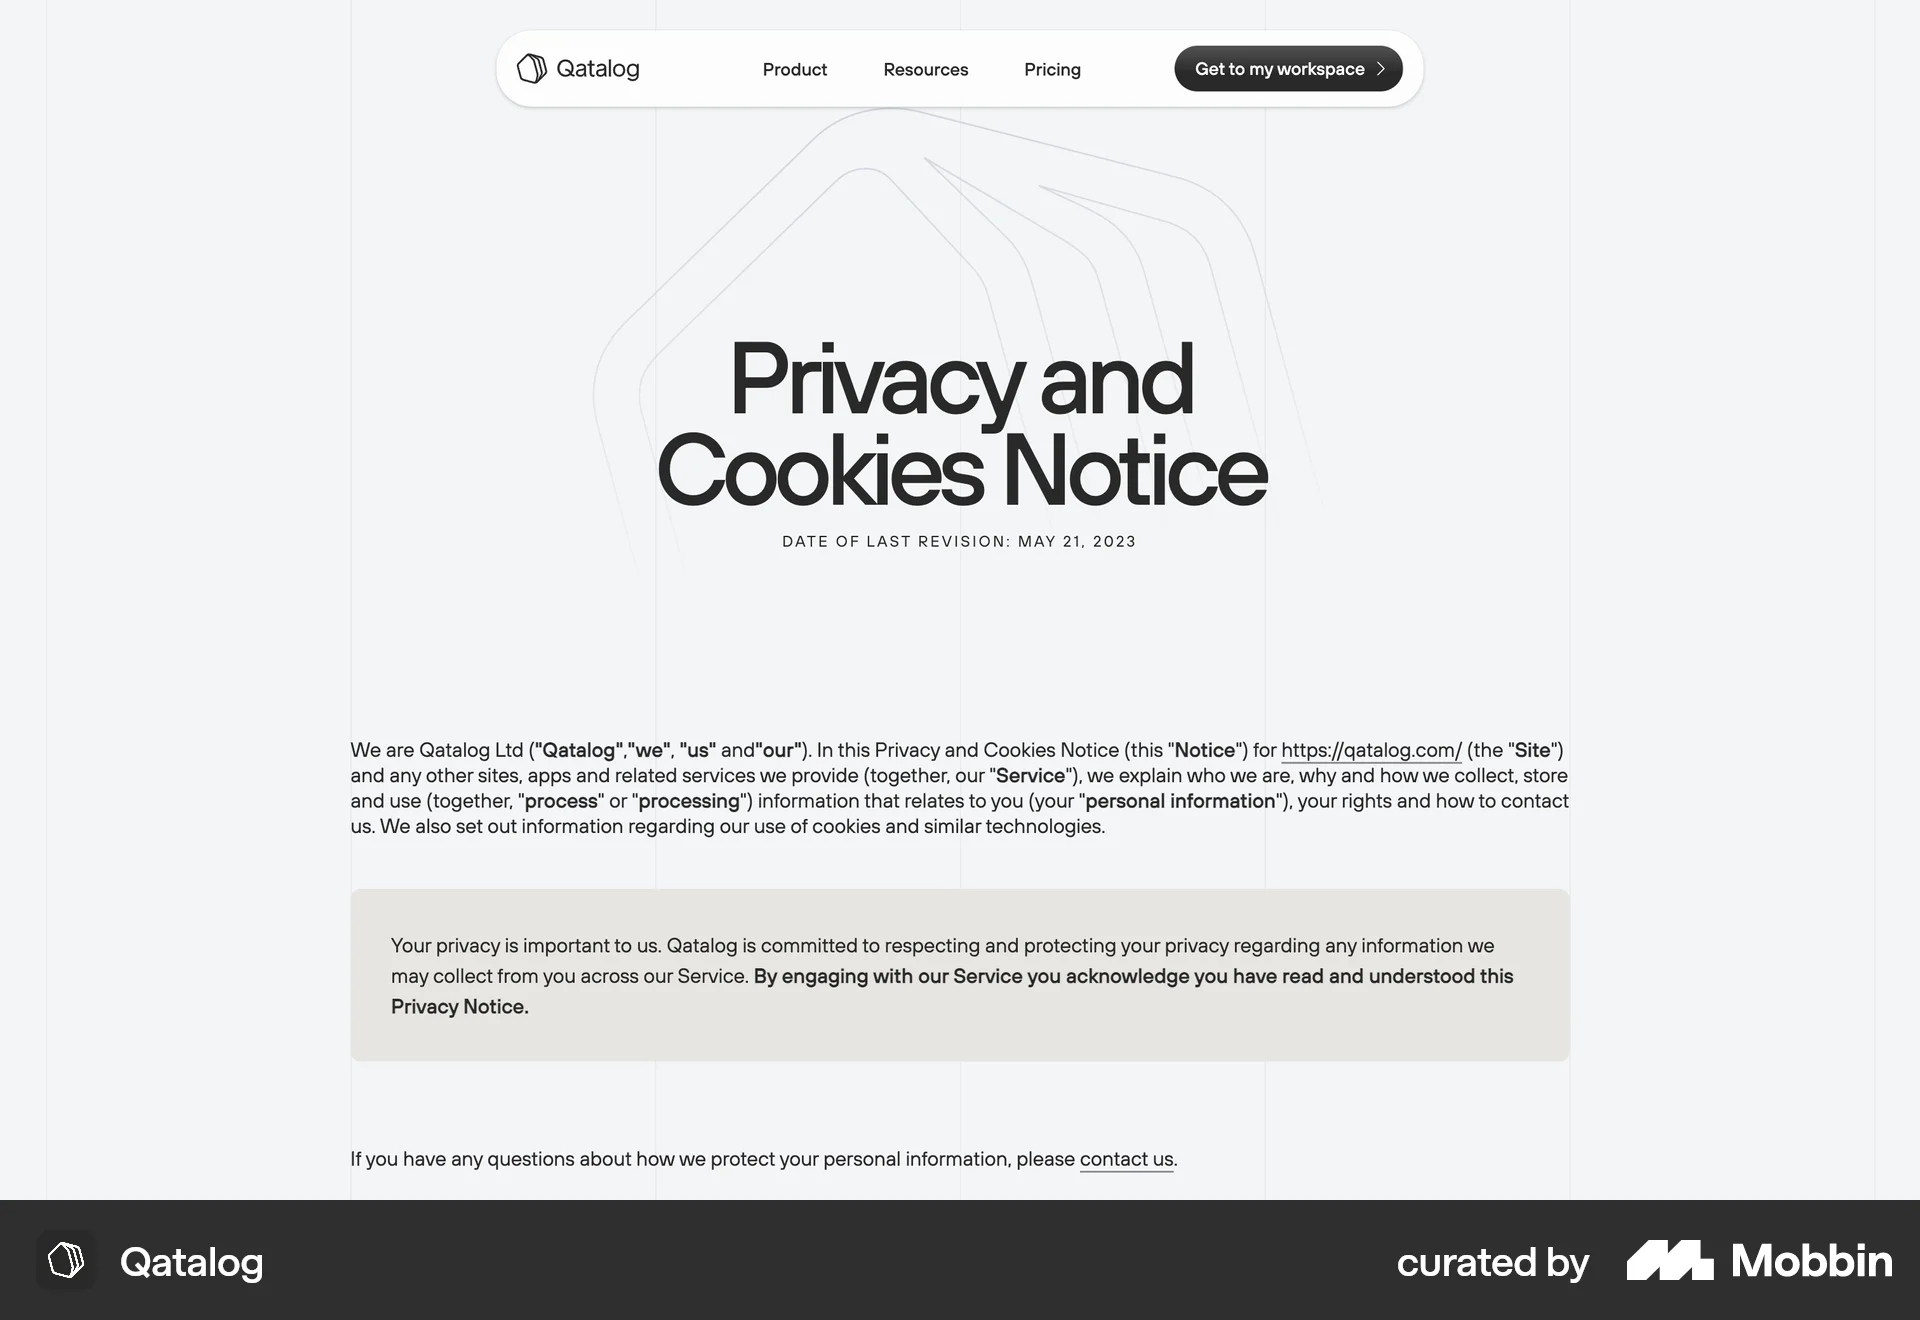 Qatalog
Product
Resources
Pricing
Get to my workspace
Privacy and
Cookies Notice
DATE OF LAST REVISION: MAY 21, 2023
We are Qatalog Ltd ("Qatalog","we", "us" and"our"). In this Privacy and Cookies Notice (this "Notice") for https://qatalog.com/ (the "Site")
and any other sites, apps and related services we provide (together, our "Service"), we explain who we are, why and how we collect, store
and use (together, "process" or "processing") information that relates to you (your "personal information"), your rights and how to contact
us. We also set out information regarding our use of cookies and similar technologies.
Your privacy is important to us. Qatalog is committed to respecting and protecting your privacy regarding any information we
may collect from you across our Service. By engaging with our Service you acknowledge you have read and understood this
Privacy Notice.
If you have any questions about how we protect your personal information, please contact us.
Qatalog
curated by Mobbin